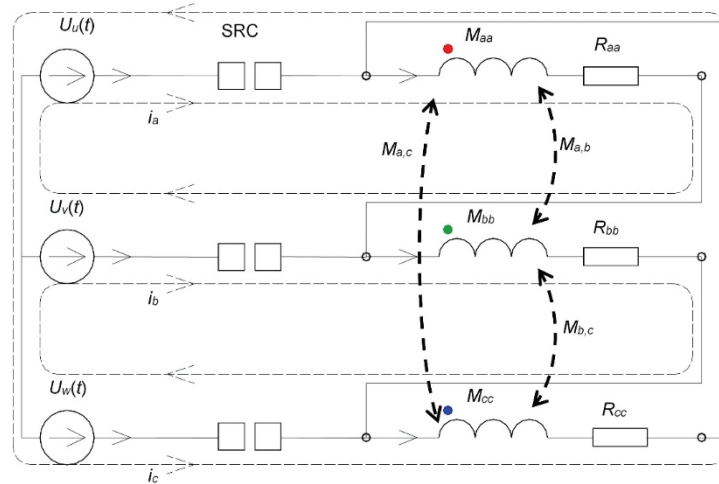 Uu(t)
SRC
Maa
Raa
ia
Ma,c
Ma,b
Uv(t)
Mbb
Rbb
ib
Mb,c
Uw(t)
Mcc
Rcc
ic